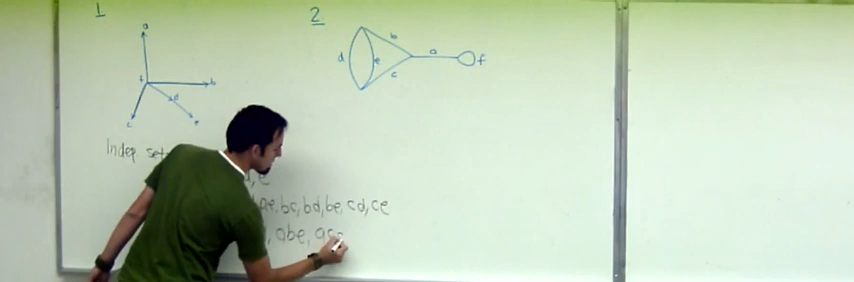 1
2
a
b
c
d
e
f
b
d
e
c
a
f
Indep set
, e
ae, bc, bd, be, cd, ce
, abe, ac